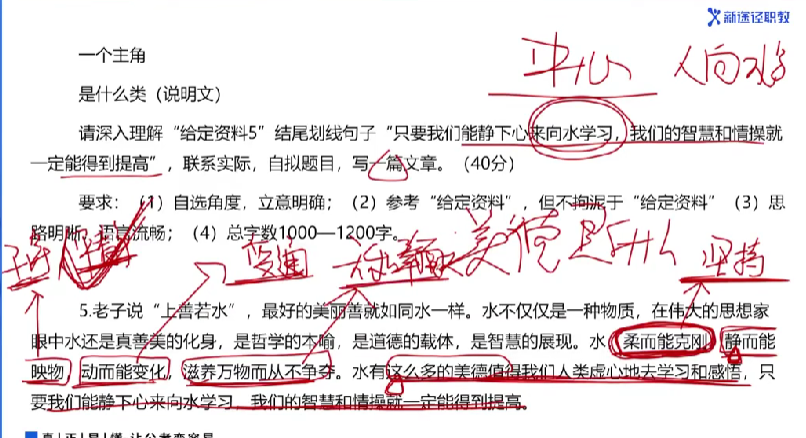 新途径职教
一个主角
中心 人向水学
是什么类（说明文）
请深入理解“给定资料5”结尾划线句子“只要我们能静下心来向水学习，我们的智慧和情操就
一定能得到提高”，联系实际，自拟题目，写一篇文章。（40分）
要求：（1）自选角度，立意明确；（2）参考“给定资料”，但不拘泥于“给定资料”（3）思
路明晰，语言流畅；（4）总字数1000—1200字。
变通 无私奉献 美德是什么 坚持
5.老子说“上善若水”，最好的美丽善就如同水一样。水不仅仅是一种物质，在伟大的思想家
眼中水还是真善美的化身，是哲学的本喻，是道德的载体，是智慧的展现。水 柔而能克刚，静而能
映物，动而能变化，滋养万物而从不争夺。水有这么多的美德值得我们人类虚心地去学习和感悟，只
要我们能静下心来向水学习，我们的智慧和情操就一定能得到提高。